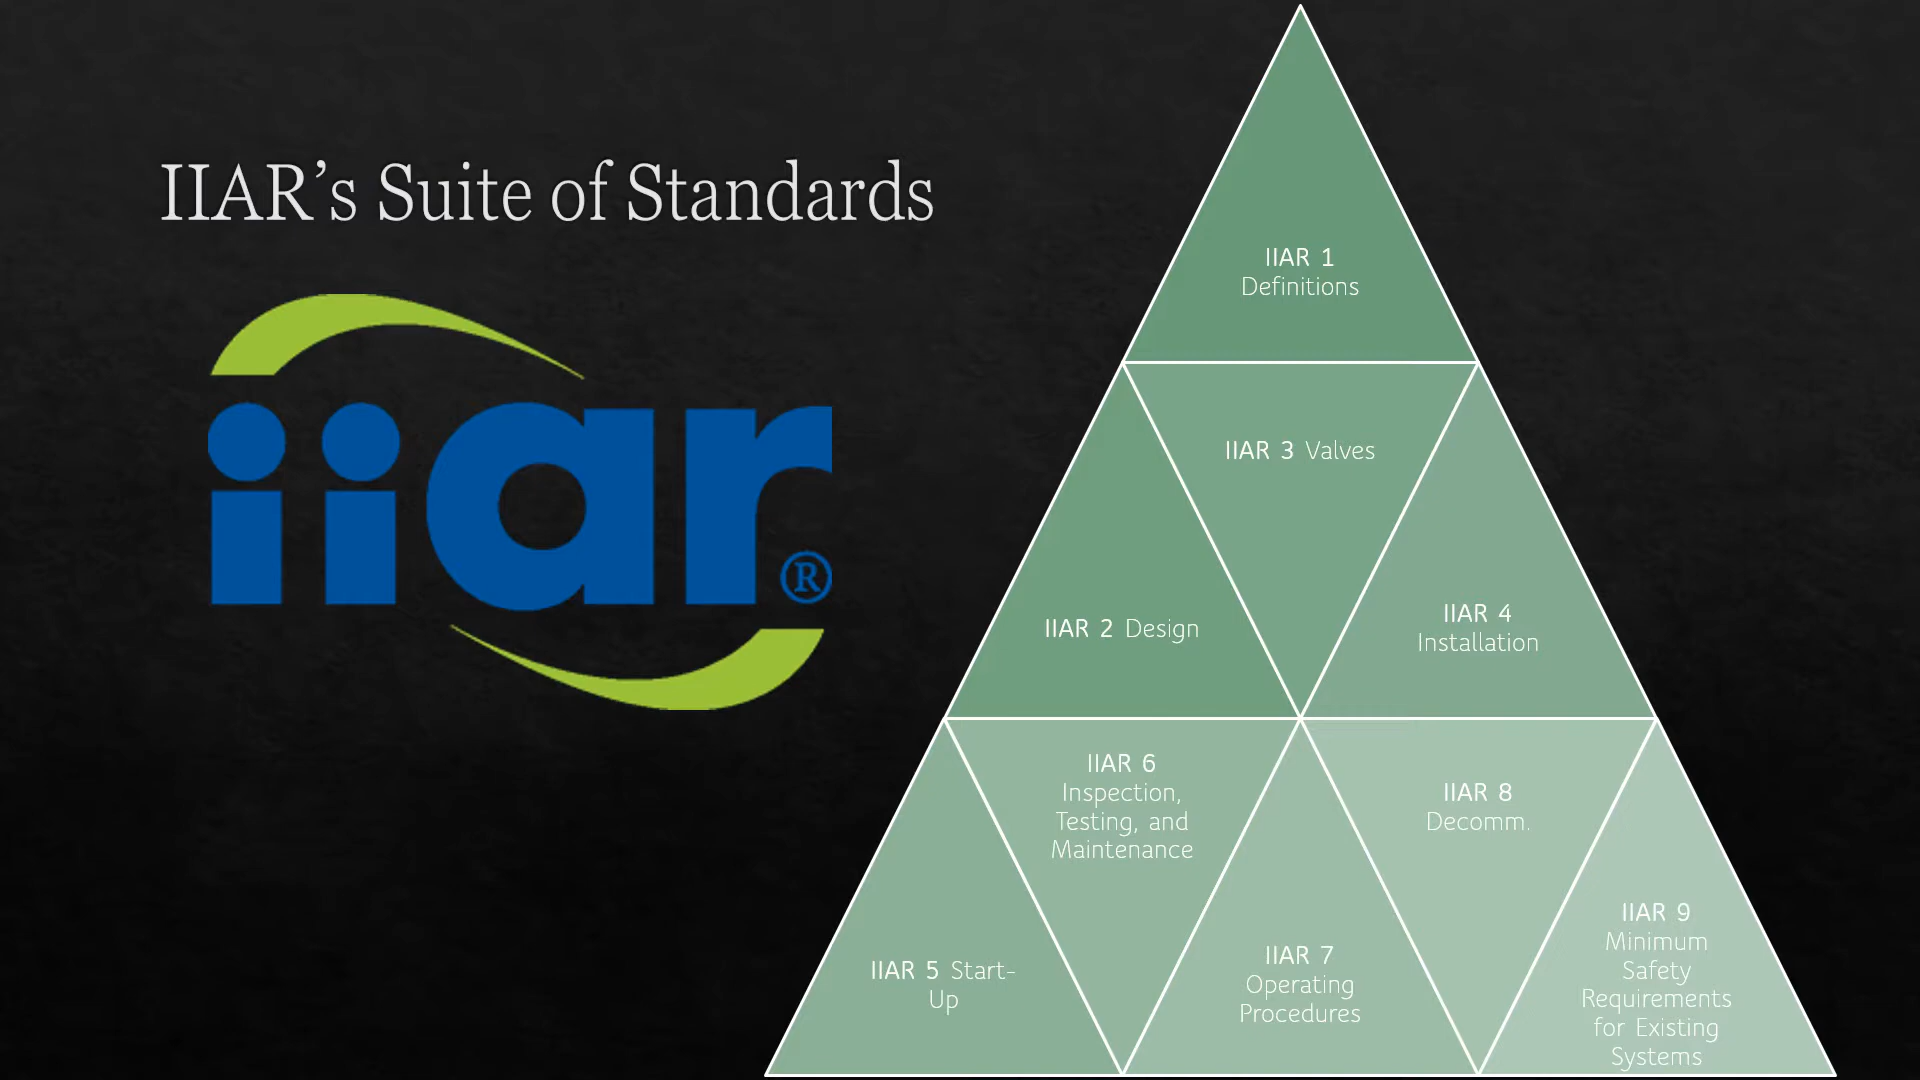 IIAR's Suite of Standards
iiar®
IIAR 1
Definitions
IIAR 3 Valves
IIAR 2 Design
IIAR 4
Installation
IIAR 6
Inspection,
Testing, and
Maintenance
IIAR 8
Decomm.
IIAR 5 Start-
Up
IIAR 7
Operating
Procedures
IIAR 9
Minimum
Safety
Requirements
for Existing
Systems